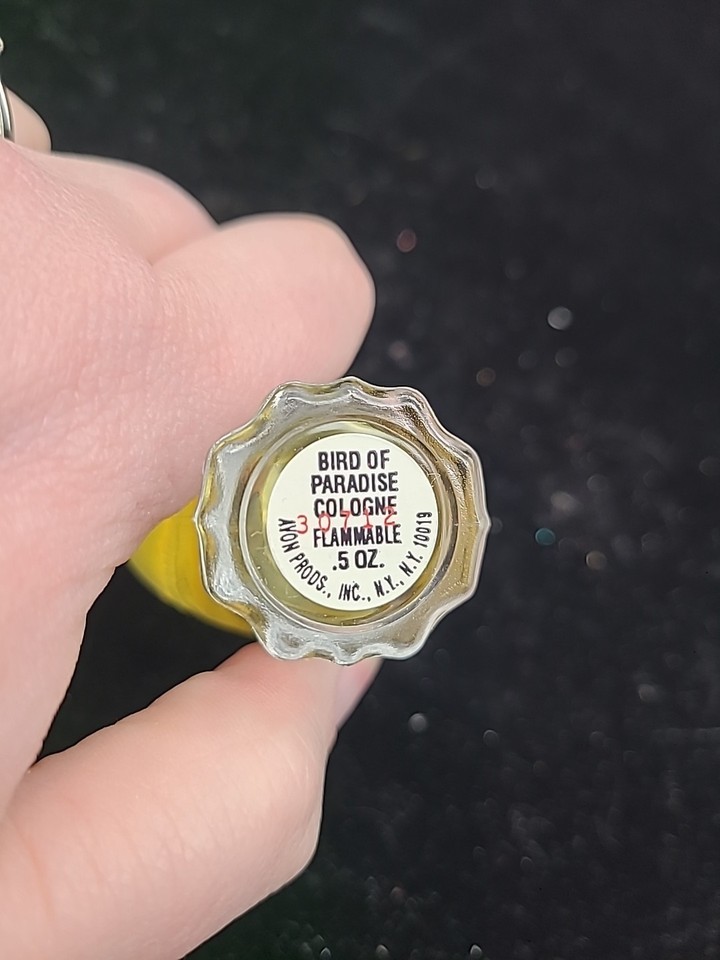 BIRD OF
PARADISE
COLOGNE
30712
FLAMMABLE
.5 OZ.
AVON PRODS., INC., N.Y., N.Y. 10019